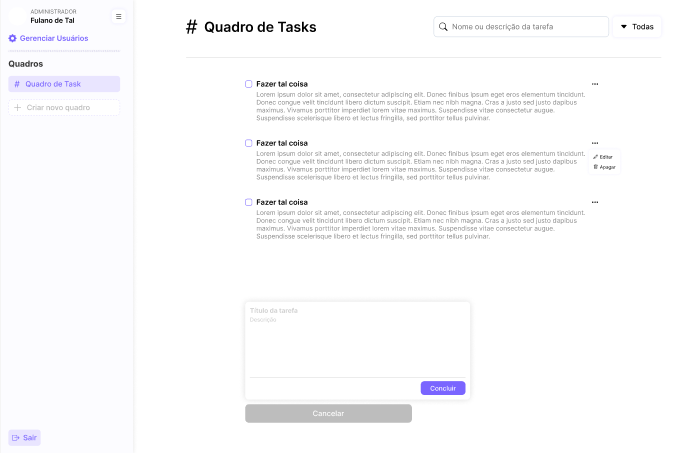 ADMINISTRADOR
Fulano de Tal
Gerenciar Usuários
Quadros
# Quadro de Task
+ Criar novo quadro
Sair
# Quadro de Tasks
Nome ou descrição da tarefa
Todas
Fazer tal coisa
Lorem ipsum dolor sit amet, consectetur adipiscing elit. Donec finibus ipsum eget eros elementum tincidunt.
Donec congue velit tincidunt libero dictum suscipit. Etiam nec nibh magna. Cras a justo sed justo dapibus
maximus. Vivamus porttitor imperdiet lorem vitae maximus. Suspendisse vitae consectetur augue.
Suspendisse scelerisque libero et lectus fringilla, sed porttitor tellus pulvinar.
Fazer tal coisa
Lorem ipsum dolor sit amet, consectetur adipiscing elit. Donec finibus ipsum eget eros elementum tincidunt.
Donec congue velit tincidunt libero dictum suscipit. Etiam nec nibh magna. Cras a justo sed justo dapibus
maximus. Vivamus porttitor imperdiet lorem vitae maximus. Suspendisse vitae consectetur augue.
Suspendisse scelerisque libero et lectus fringilla, sed porttitor tellus pulvinar.
Editar
Apagar
Fazer tal coisa
Lorem ipsum dolor sit amet, consectetur adipiscing elit. Donec finibus ipsum eget eros elementum tincidunt.
Donec congue velit tincidunt libero dictum suscipit. Etiam nec nibh magna. Cras a justo sed justo dapibus
maximus. Vivamus porttitor imperdiet lorem vitae maximus. Suspendisse vitae consectetur augue.
Suspendisse scelerisque libero et lectus fringilla, sed porttitor tellus pulvinar.
Título da tarefa
Descrição
Concluir
Cancelar